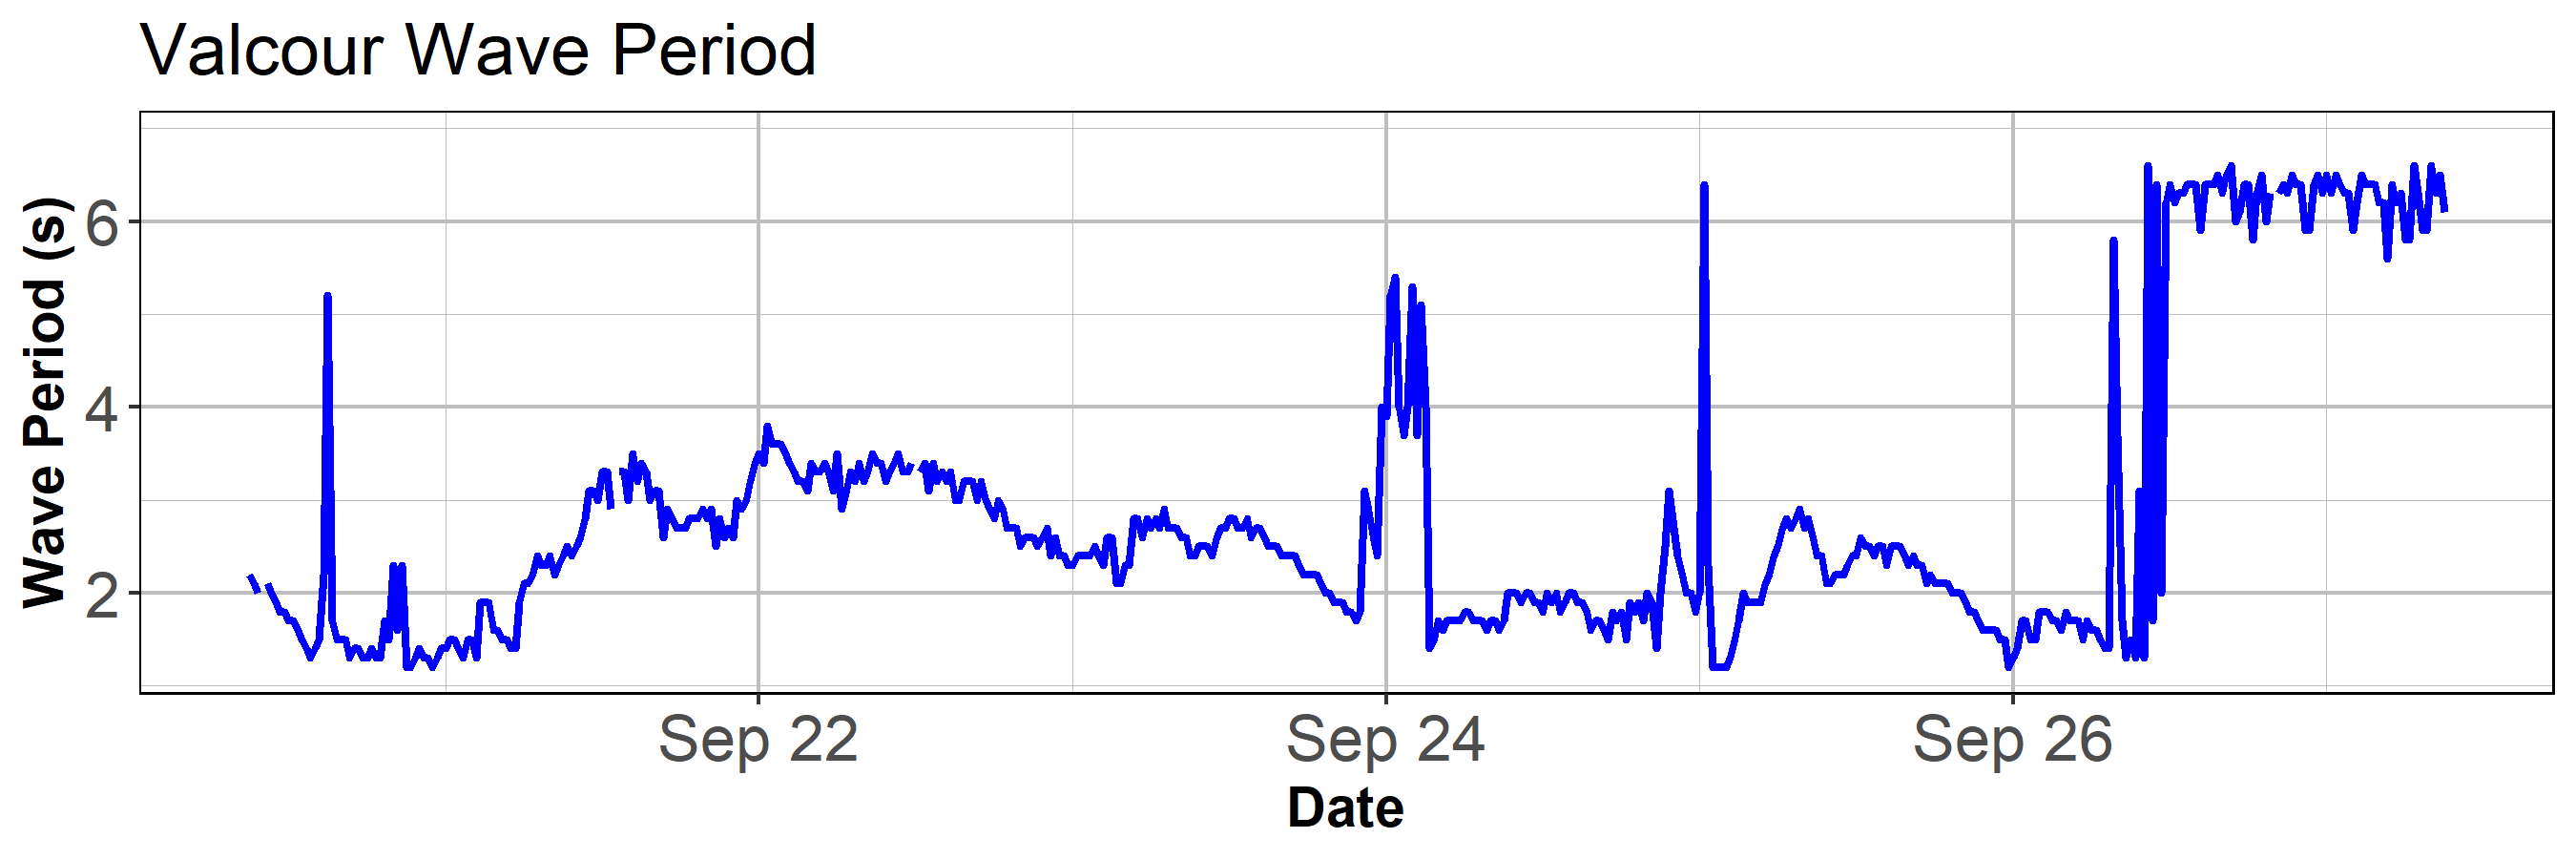 Valcour Wave Period
Wave Period (s)
6
4
2
Sep 22
Sep 24
Sep 26
Date